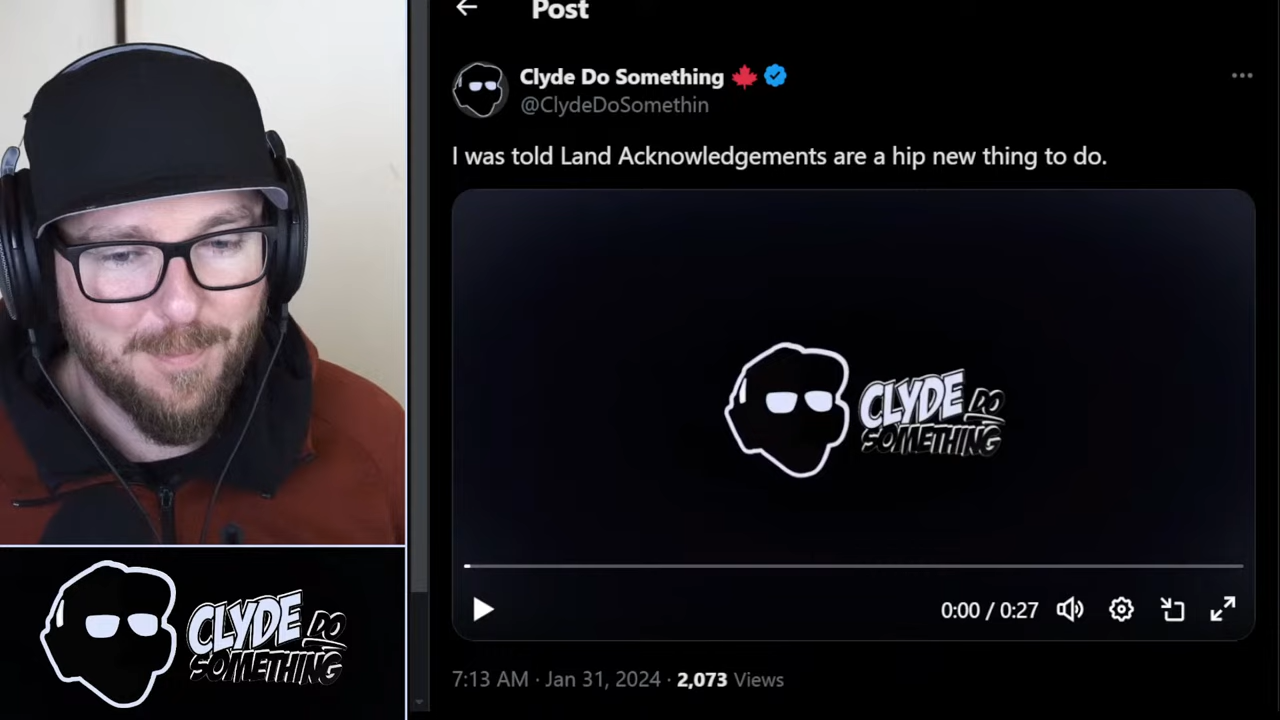 Post
Clyde Do Something
@ClydeDoSomethin
I was told Land Acknowledgements are a hip new thing to do.
CLYDE DO
SOMETHING
0:00 / 0:27
7:13 AM · Jan 31, 2024 · 2,073 Views
CLYDE DO
SOMETHING